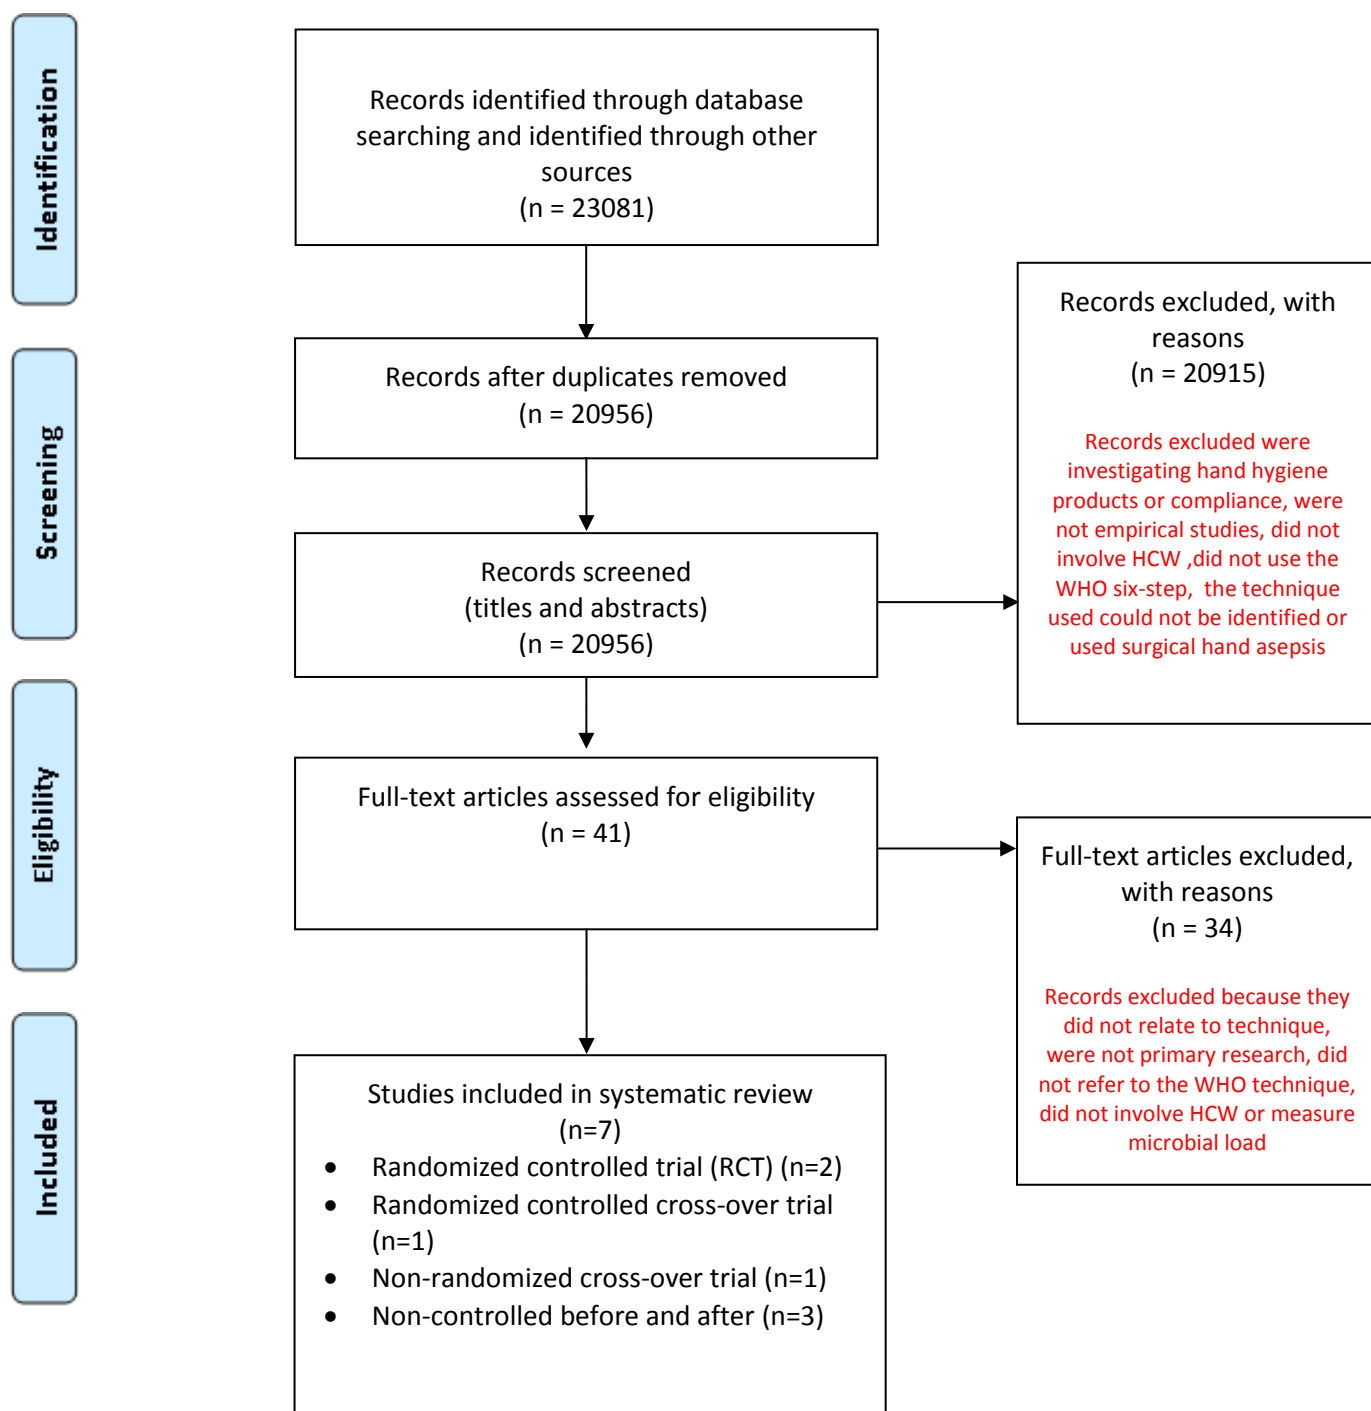 Identification
Records identified through database
searching and identified through other
sources
(n = 23081)
Records after duplicates removed
(n = 20956)
Screening
Records screened
(titles and abstracts)
(n = 20956)
Records excluded, with
reasons
(n = 20915)
Records excluded were
investigating hand hygiene
products or compliance, were
not empirical studies, did not
involve HCW ,did not use the
WHO six-step, the technique
used could not be identified or
used surgical hand asepsis
Eligibility
Full-text articles assessed for eligibility
(n = 41)
Full-text articles excluded,
with reasons
(n = 34)
Records excluded because they
did not relate to technique,
were not primary research, did
not refer to the WHO technique,
did not involve HCW or measure
microbial load
Included
Studies included in systematic review
(n=7)
• Randomized controlled trial (RCT) (n=2)
• Randomized controlled cross-over trial
(n=1)
• Non-randomized cross-over trial (n=1)
• Non-controlled before and after (n=3)